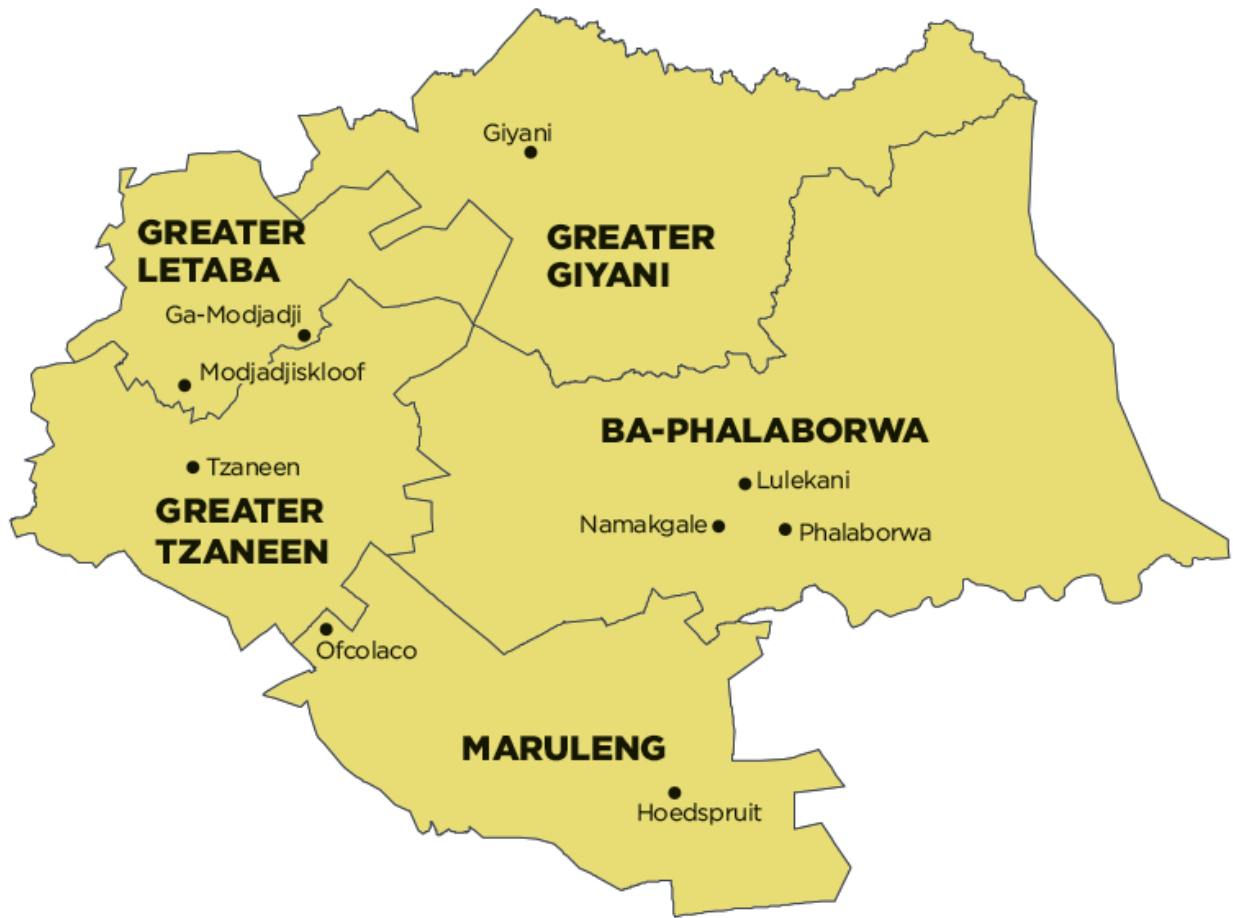 Giyani
GREATER
LETABA
GREATER
GIYANI
Ga-Modjadji
Modjadjiskloof
BA-PHALABORWA
Tzaneen
Lulekani
GREATER
TZANEEN
Namakgale
Phalaborwa
Ofcolaco
MARULENG
Hoedspruit